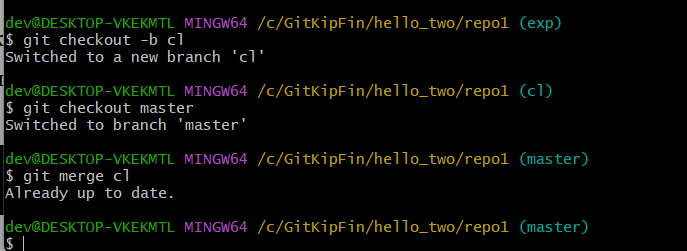 dev@DESKTOP-VKEKMTL MINGW64 /c/GitKipFin/hello_two/repo1 (exp)
$ git checkout -b cl
Switched to a new branch 'cl'
dev@DESKTOP-VKEKMTL MINGW64 /c/GitKipFin/hello_two/repo1 (cl)
$ git checkout master
Switched to branch 'master'
dev@DESKTOP-VKEKMTL MINGW64 /c/GitKipFin/hello_two/repo1 (master)
$ git merge cl
Already up to date.
dev@DESKTOP-VKEKMTL MINGW64 /c/GitKipFin/hello_two/repo1 (master)
$